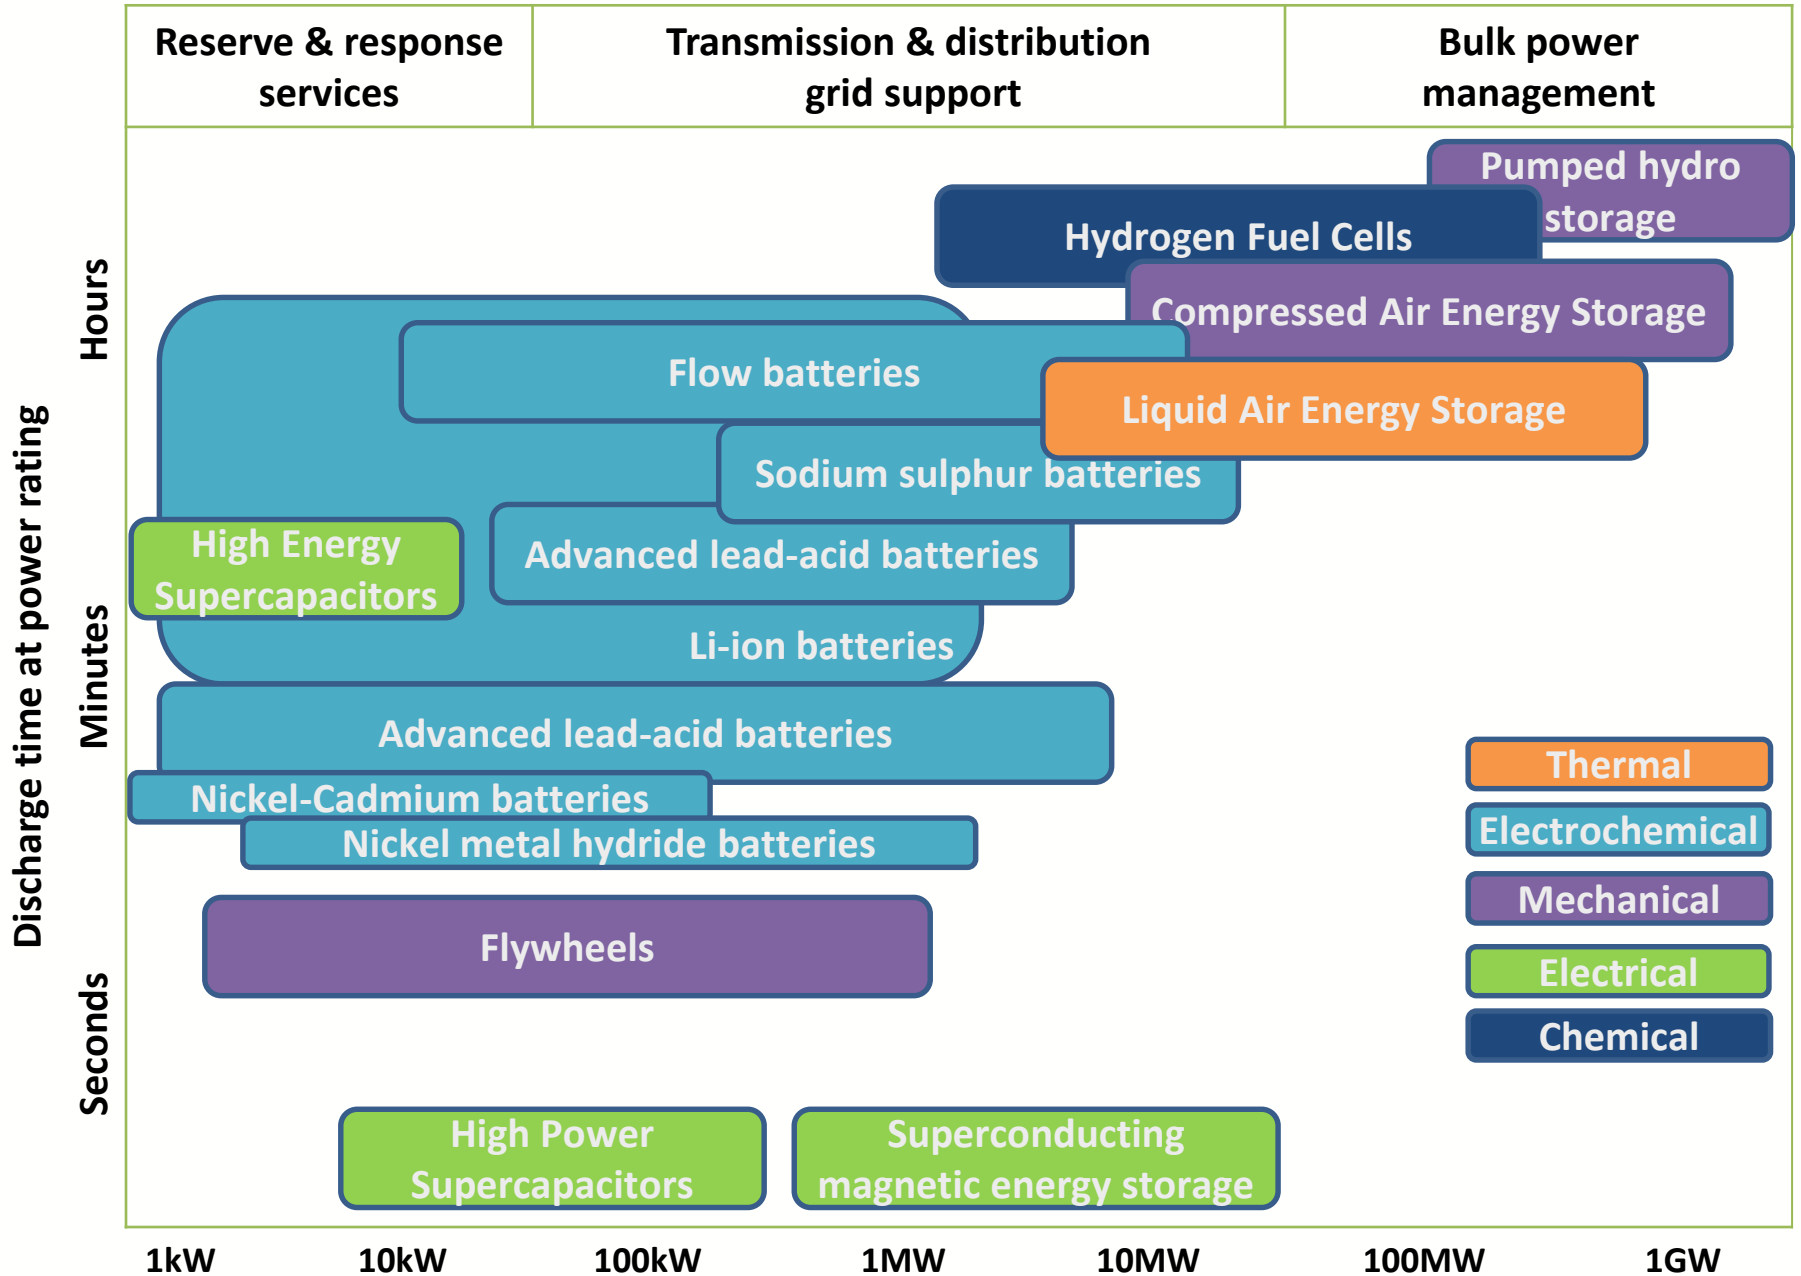 Reserve & response
services
Transmission & distribution
grid support
Bulk power
management
Discharge time at power rating
Hours
Minutes
Seconds
Pumped hydro
storage
Hydrogen Fuel Cells
Compressed Air Energy Storage
Flow batteries
Liquid Air Energy Storage
Sodium sulphur batteries
High Energy
Supercapacitors
Advanced lead-acid batteries
Li-ion batteries
Advanced lead-acid batteries
Nickel-Cadmium batteries
Nickel metal hydride batteries
Flywheels
High Power
Supercapacitors
Superconducting
magnetic energy storage
Thermal
Electrochemical
Mechanical
Electrical
Chemical
1kW 10kW 100kW 1MW 10MW 100MW 1GW